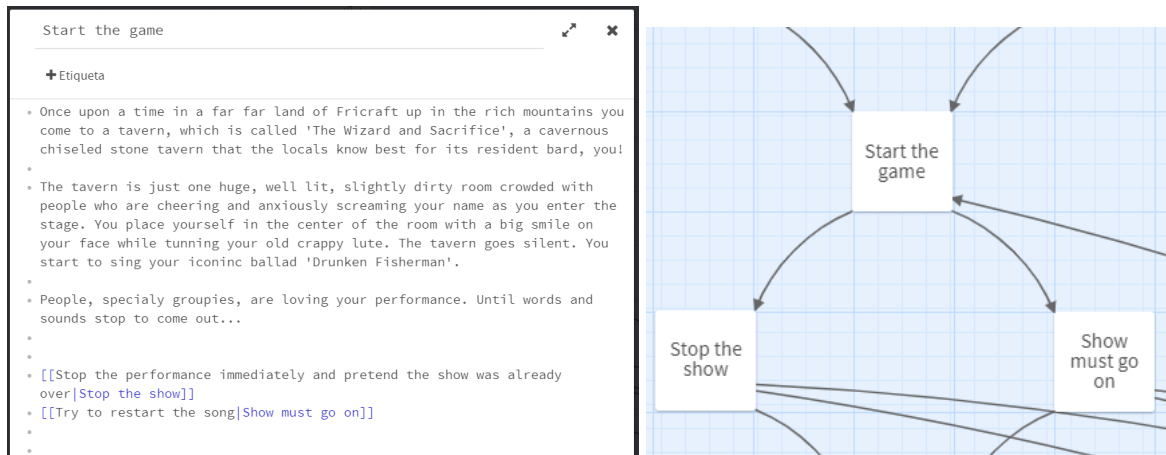 Start the game
Etiqueta
Once upon a time in a far far land of Fricraft up in the rich mountains you
come to a tavern, which is called 'The Wizard and Sacrifice', a cavernous
chiseled stone tavern that the locals know best for its resident bard, you!
The tavern is just one huge, well lit, slightly dirty room crowded with
people who are cheering and anxiously screaming your name as you enter the
stage. You place yourself in the center of the room with a big smile on
your face while tunning your old crappy lute. The tavern goes silent. You
start to sing your iconinc ballad 'Drunken Fisherman'.
People, specialy groupies, are loving your performance. Until words and
sounds stop to come out...
[[Stop the performance immediately and pretend the show was already
over|Stop the show]]
[[Try to restart the song|Show must go on]]
Start the
game
Stop the
show
Show
must go
on